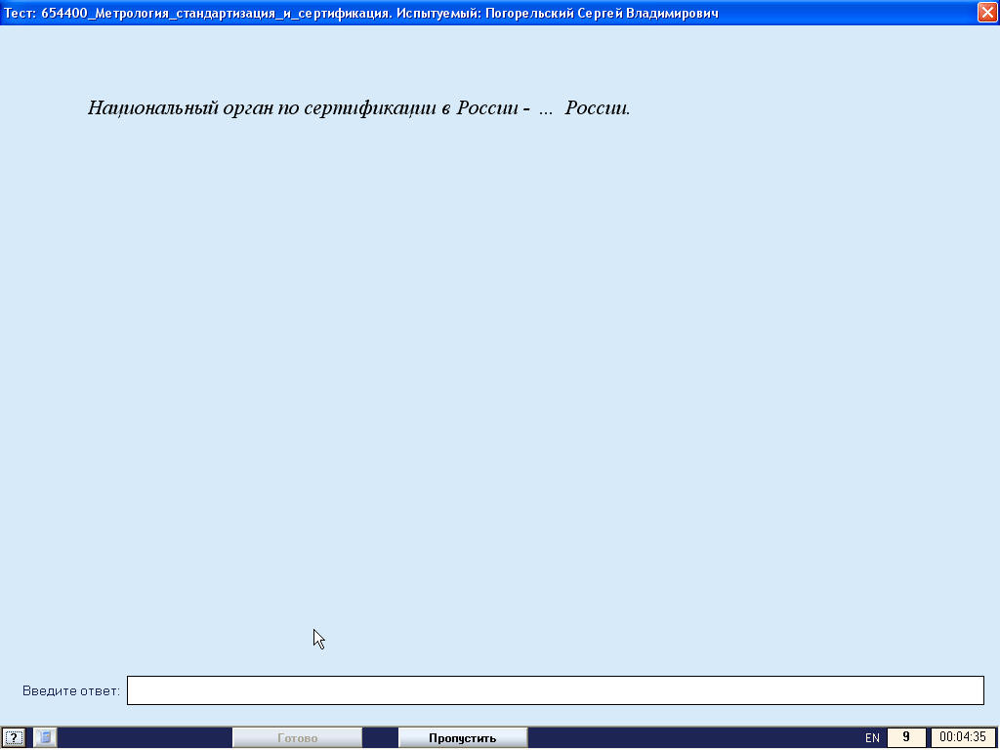 Тест: 654400_Метрология_стандартизация_и_сертификация. Испытуемый: Погорельский Сергей Владимирович
Национальный орган по сертификации в России - ... России.
Введите ответ:
? Готово Пропустить EN 9 00:04:35